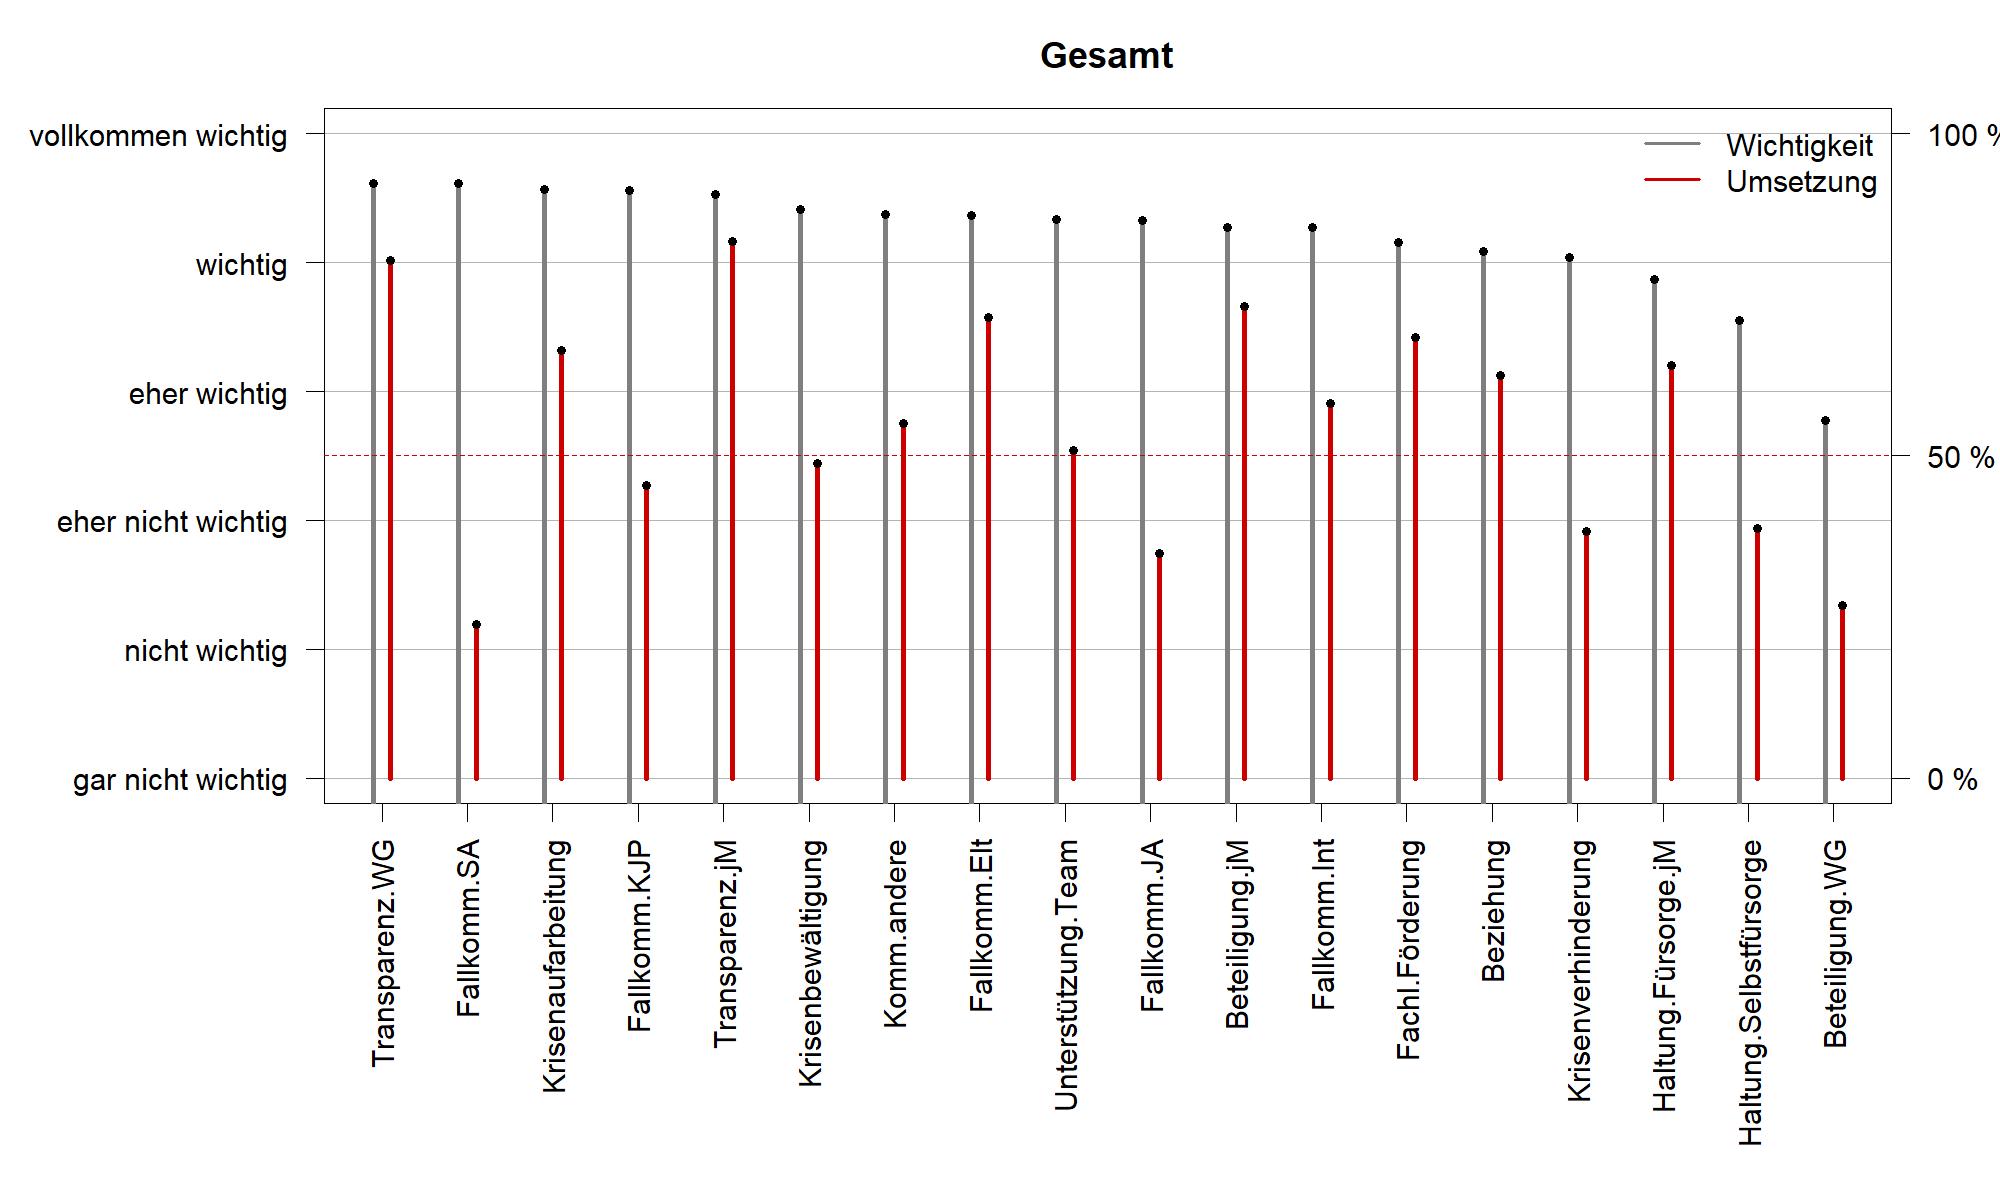 Gesamt
vollkommen wichtig
wichtig
eher wichtig
eher nicht wichtig
nicht wichtig
gar nicht wichtig
Wichtigkeit
Umsetzung
100 %
50 %
0 %
Transparenz.WG
Fallkomm.SA
Krisenaufarbeitung
Fallkomm.KJP
Transparenz.jM
Krisenbewältigung
Komm.andere
Fallkomm.Elt
Unterstützung.Team
Fallkomm.JA
Beteiligung.jM
Fallkomm.Int
Fachl.Förderung
Beziehung
Krisenverhinderung
Haltung.Fürsorge.jM
Haltung.Selbstfürsorge
Beteiligung.WG